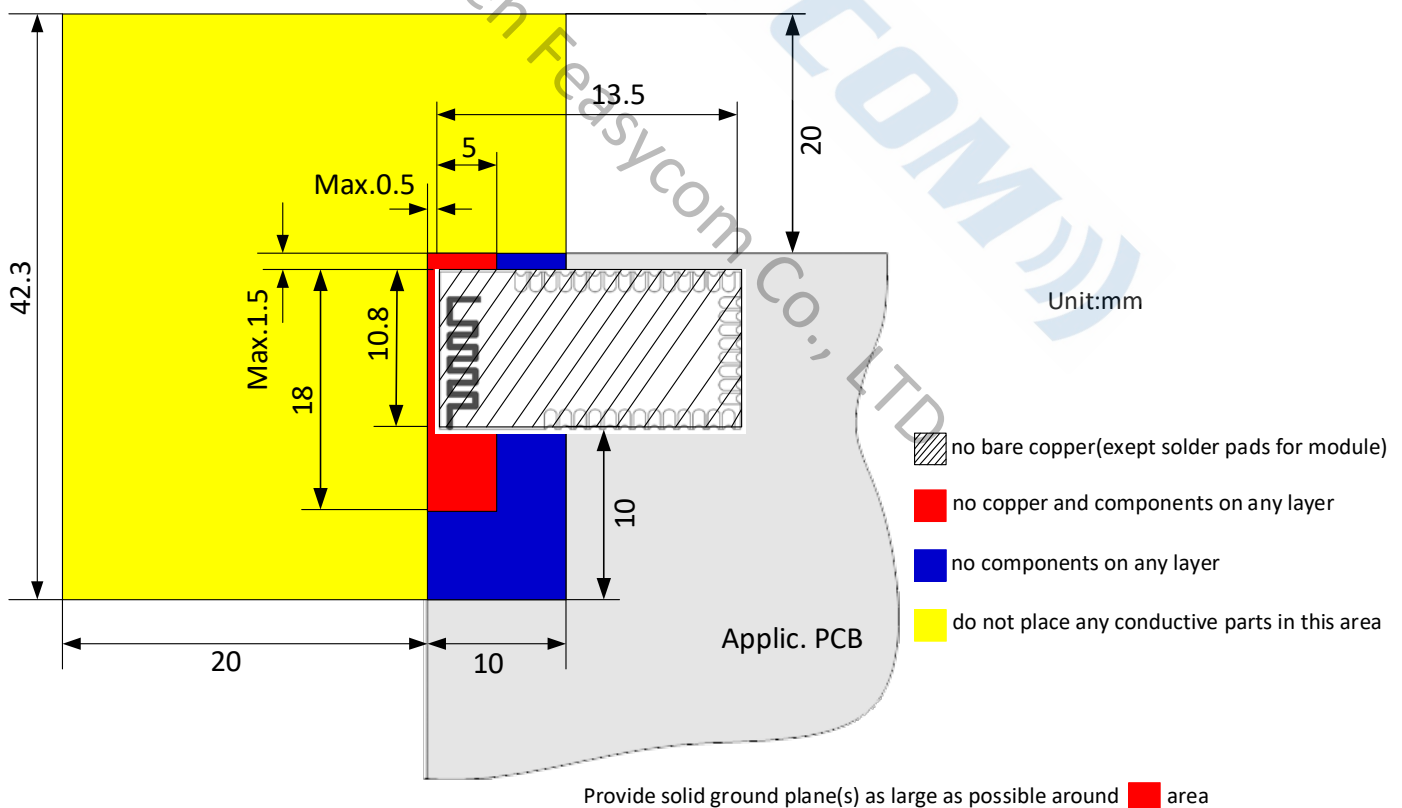 en Feasycom Co., LTD
COM
13.5
20
5
Max.0.5
42.3
Unit:mm
Max.1.5
10.8
18
no bare copper(exept solder pads for module)
no copper and components on any layer
10
no components on any layer
do not place any conductive parts in this area
Applic. PCB
20
10
Provide solid ground plane(s) as large as possible around area